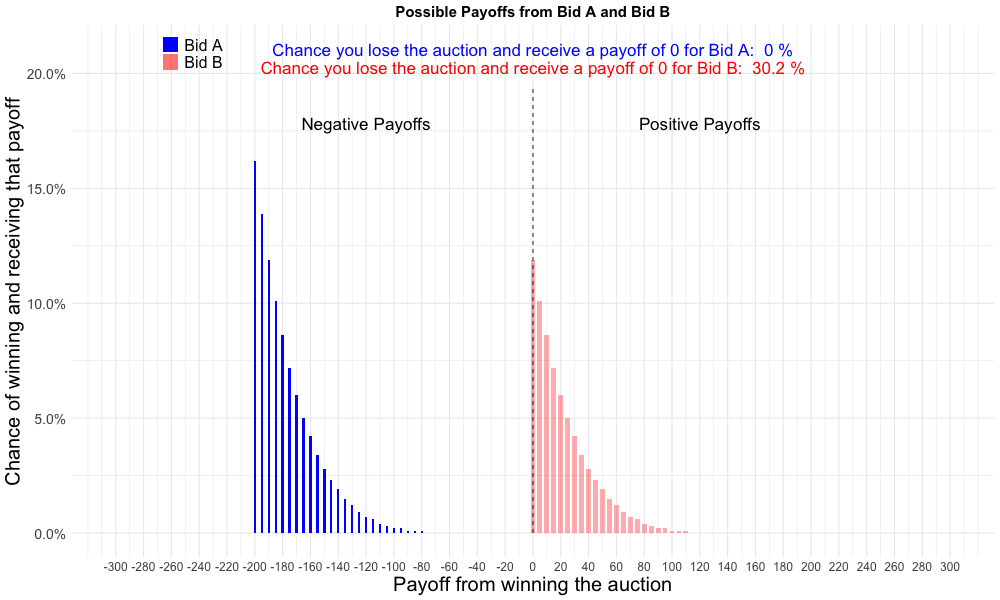 Possible Payoffs from Bid A and Bid B
Bid A
Bid B
Chance you lose the auction and receive a payoff of 0 for Bid A:  0 %
Chance you lose the auction and receive a payoff of 0 for Bid B:  30.2 %
Negative Payoffs
Positive Payoffs
Chance of winning and receiving that payoff
20.0%
15.0%
10.0%
5.0%
0.0%
-300 -280 -260 -240 -220 -200 -180 -160 -140 -120 -100 -80 -60 -40 -20 0 20 40 60 80 100 120 140 160 180 200 220 240 260 280 300
Payoff from winning the auction